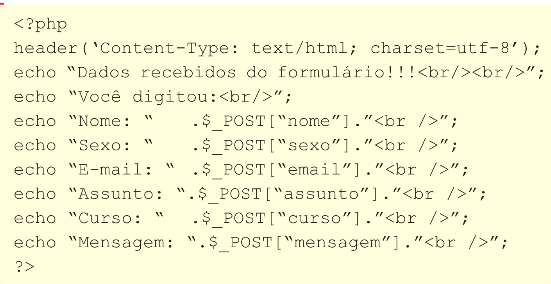 <?php
header(‘Content-Type: text/html; charset=utf-8’);
echo “Dados recebidos do formulário!!!<br/><br/>”;
echo “Você digitou:<br/>”;
echo “Nome: “   .$_POST[“nome”].”<br />”;
echo “Sexo: “   .$_POST[“sexo”].”<br />”;
echo “E-mail: “ .$_POST[“email”].”<br />”;
echo “Assunto: “.$_POST[“assunto”].”<br />”;
echo “Curso: “  .$_POST[“curso”].”<br />”;
echo “Mensagem: “.$_POST[“mensagem”].”<br />”;
?>